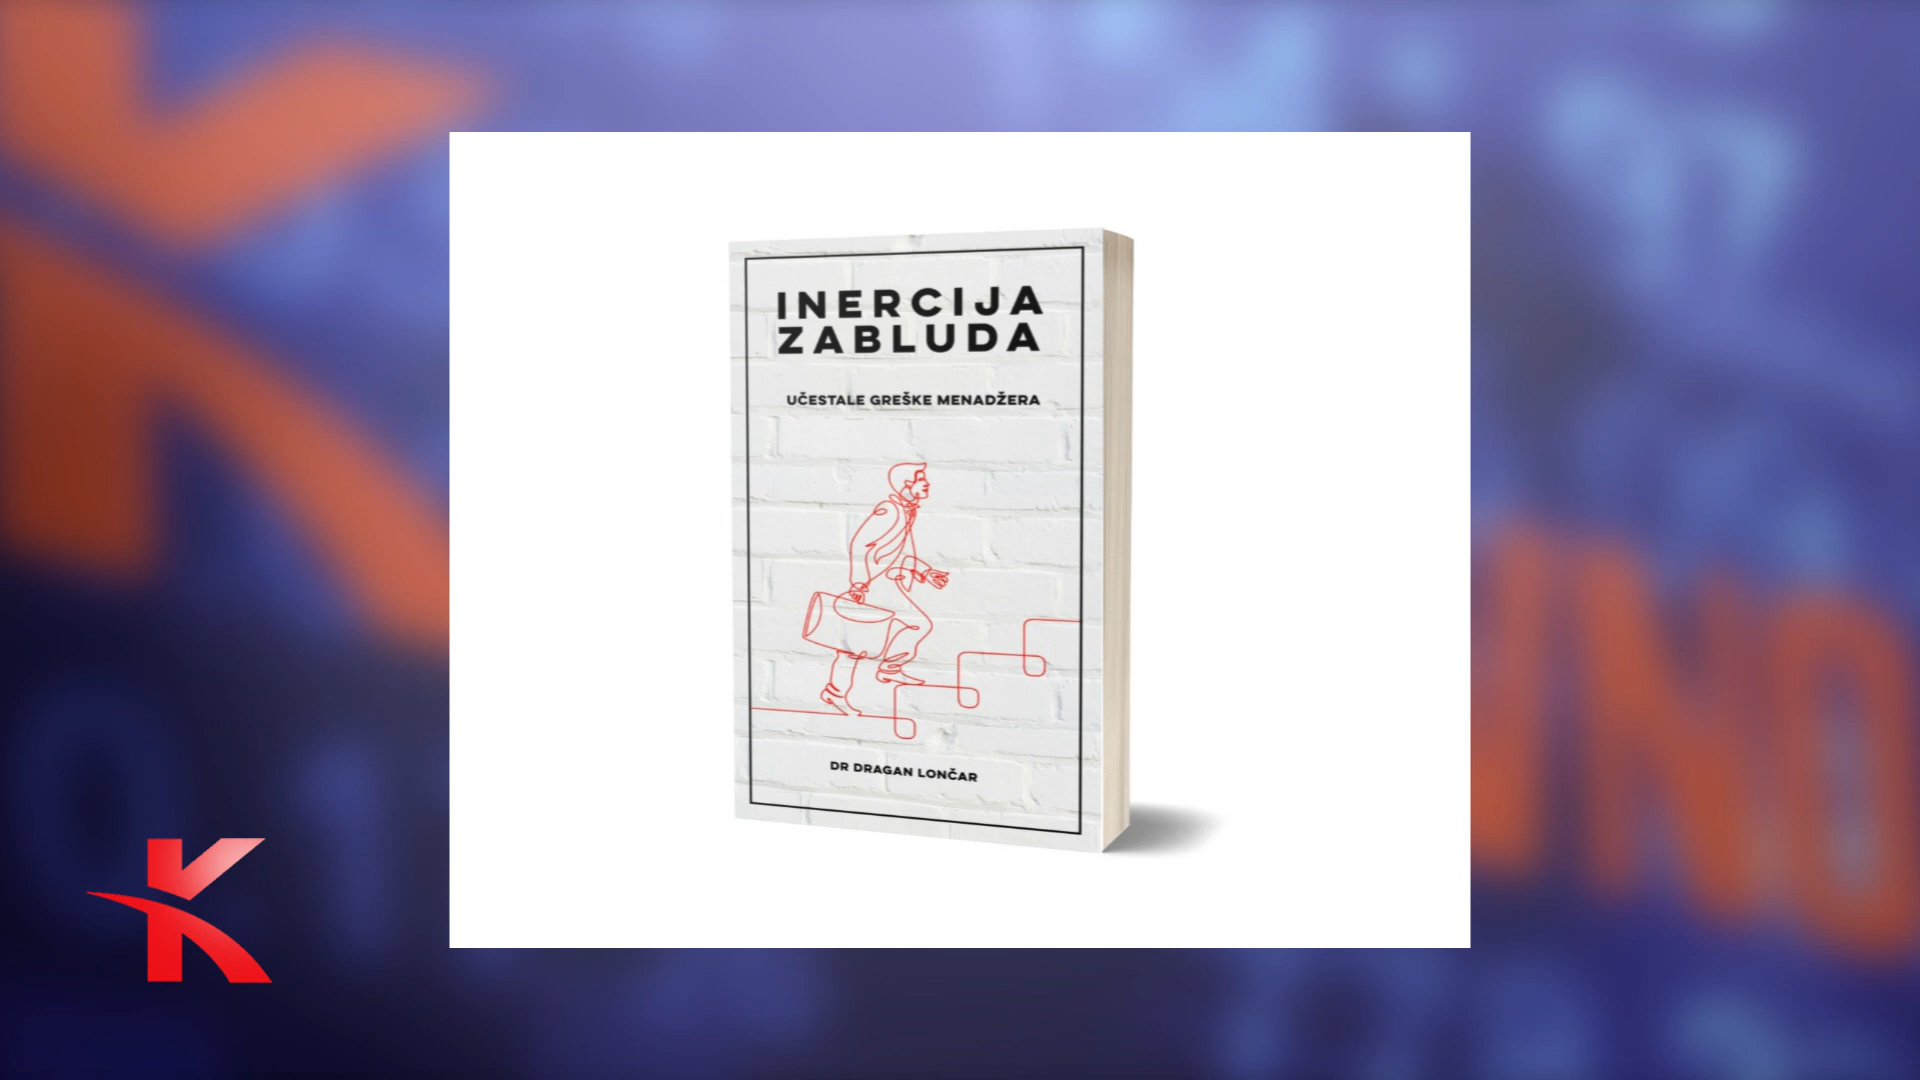 INERCIJA
ZABLUDA
UČESTALE GREŠKE MENADŽERA
DR DRAGAN LONČAR
K